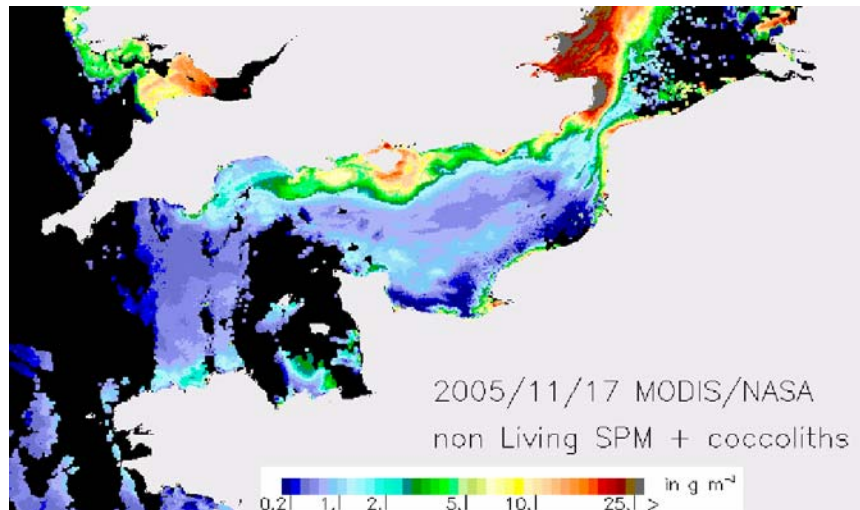 2005/11/17 MODIS/NASA
non Living SPM + coccoliths
in g m⁻³
0.2| 1.| 2.| 5.| 10.| 25.| >